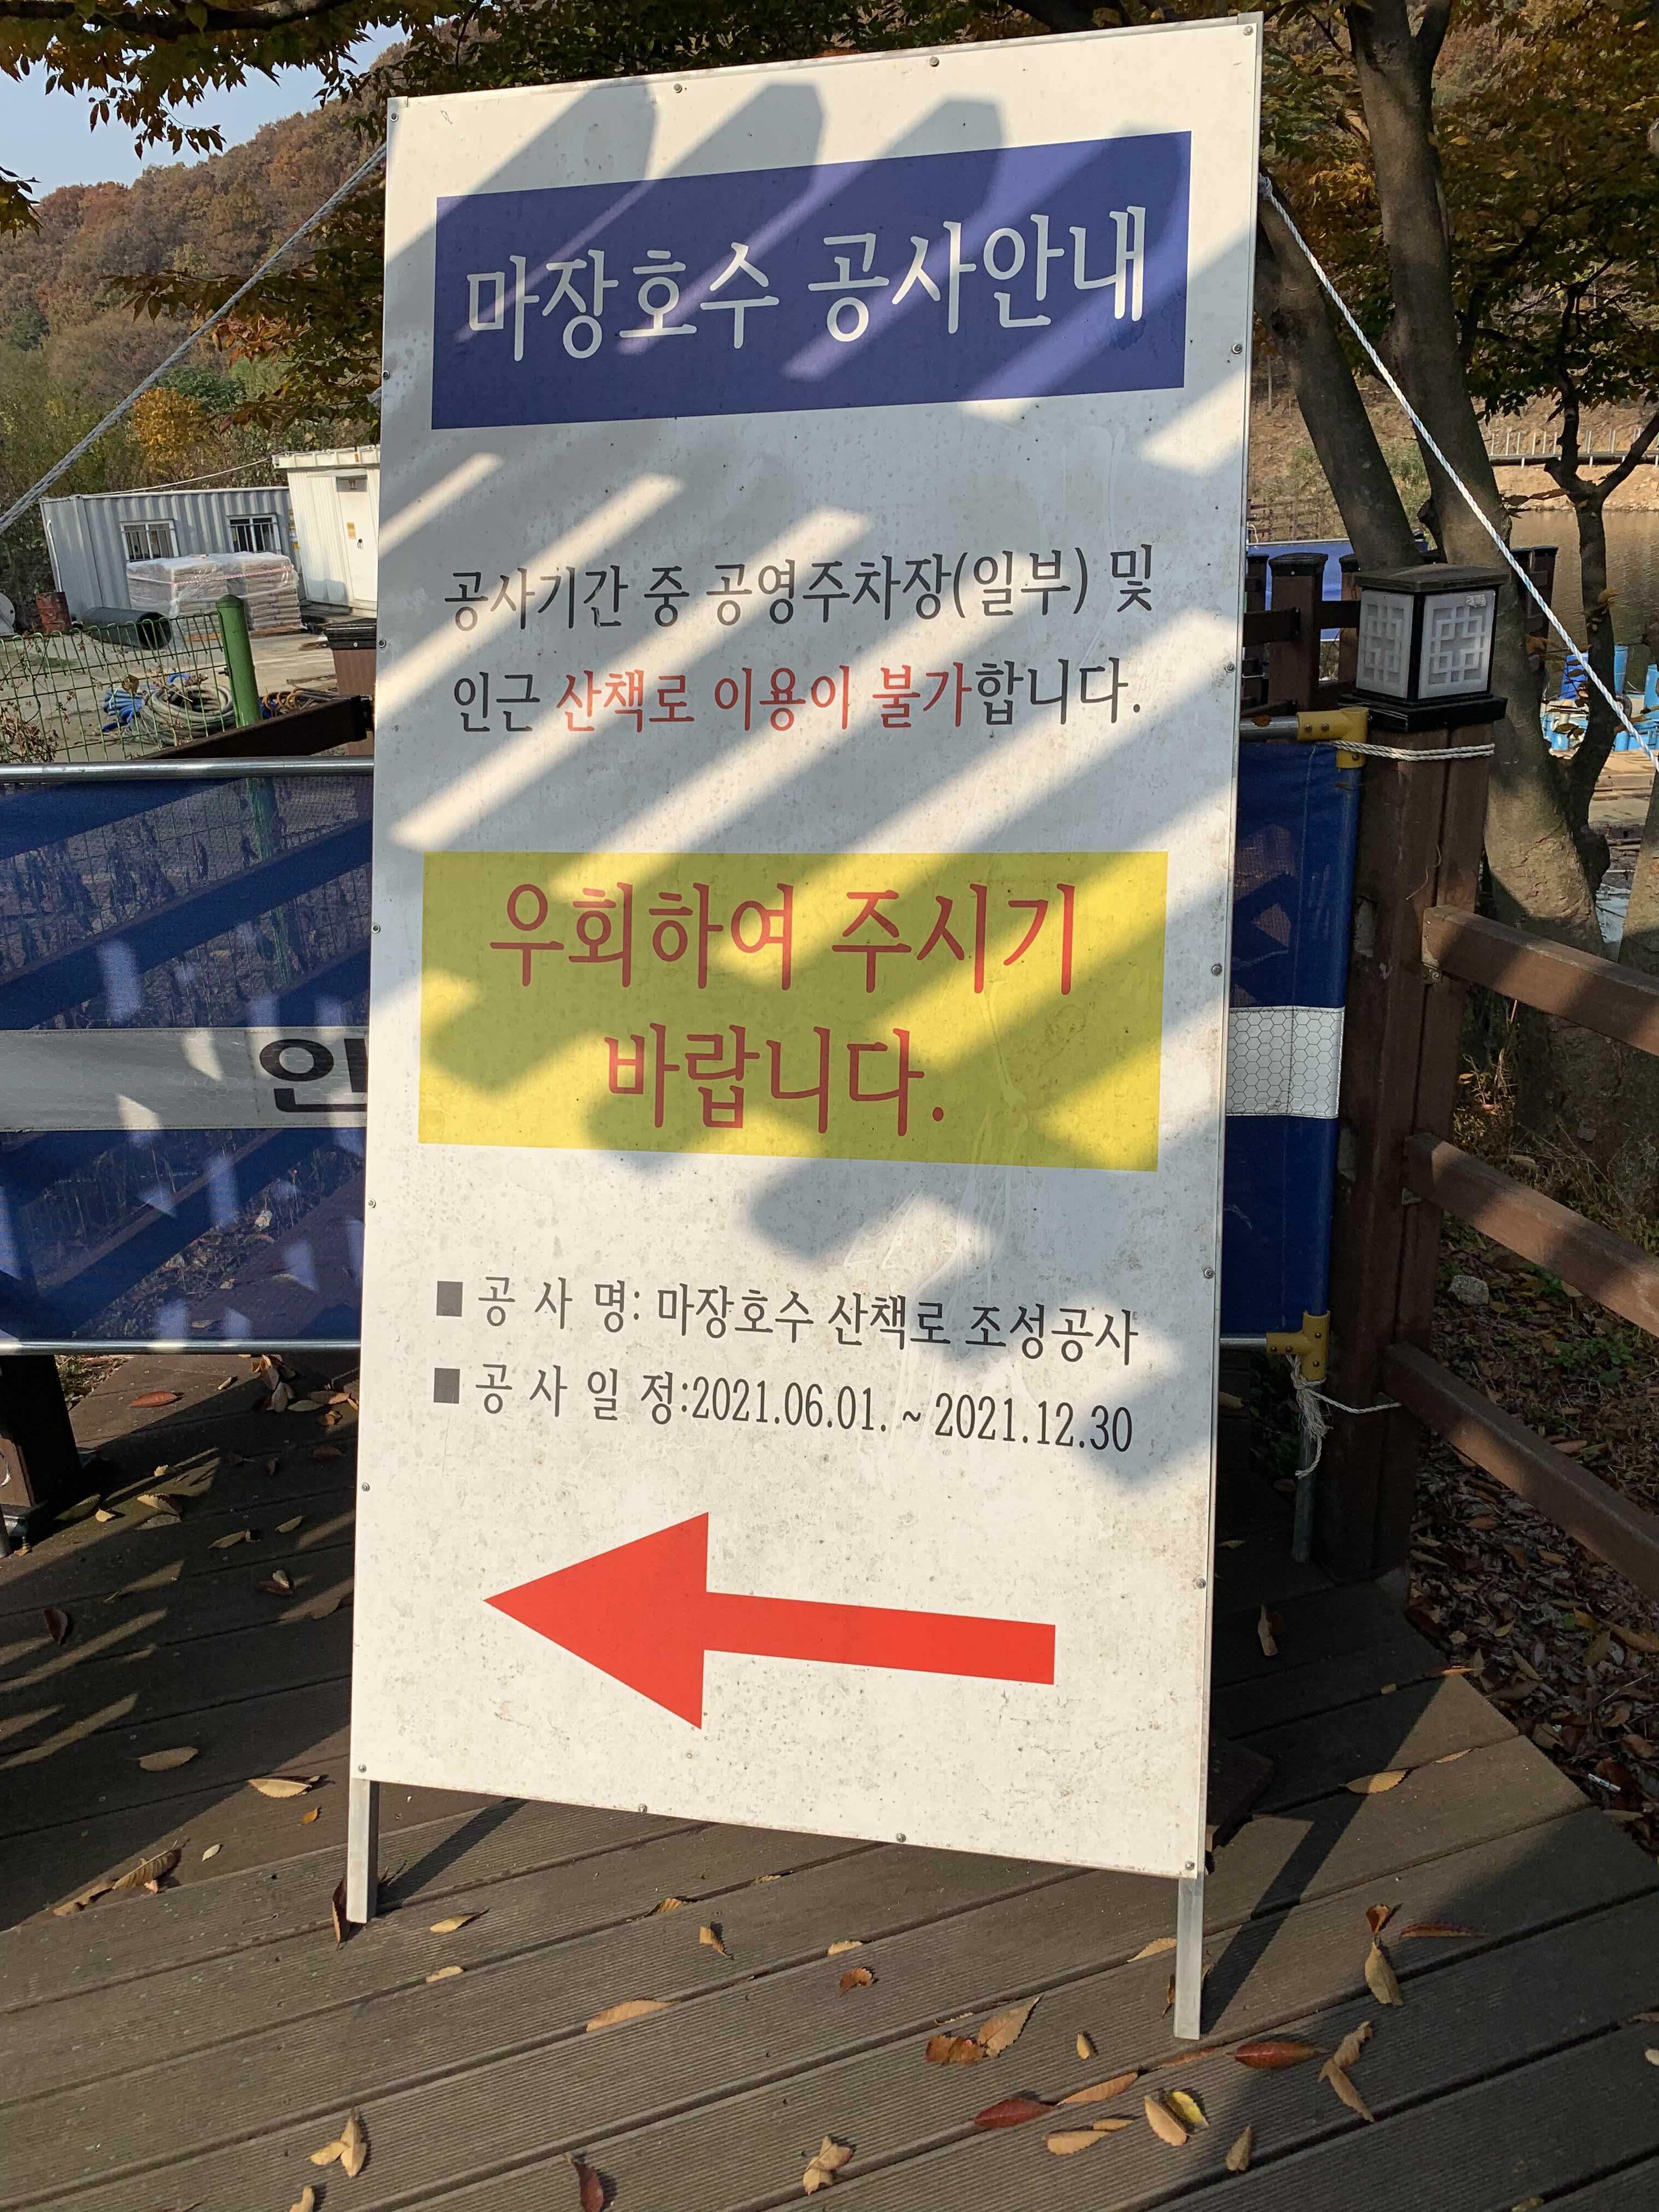 마장호수 공사안내
공사기간 중 공영주차장(일부) 및
인근 산책로 이용이 불가합니다.
우회하여 주시기
바랍니다.
■ 공 사 명: 마장호수 산책로 조성공사
■ 공 사 일 정:2021.06.01. ~ 2021.12.30